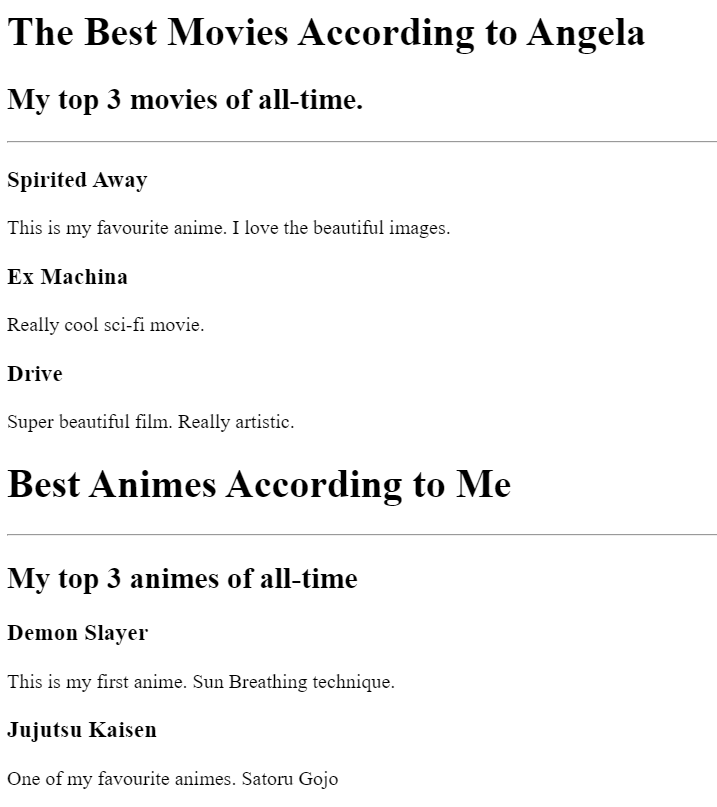 The Best Movies According to Angela
My top 3 movies of all-time.
Spirited Away
This is my favourite anime. I love the beautiful images.
Ex Machina
Really cool sci-fi movie.
Drive
Super beautiful film. Really artistic.
Best Animes According to Me
My top 3 animes of all-time
Demon Slayer
This is my first anime. Sun Breathing technique.
Jujutsu Kaisen
One of my favourite animes. Satoru Gojo